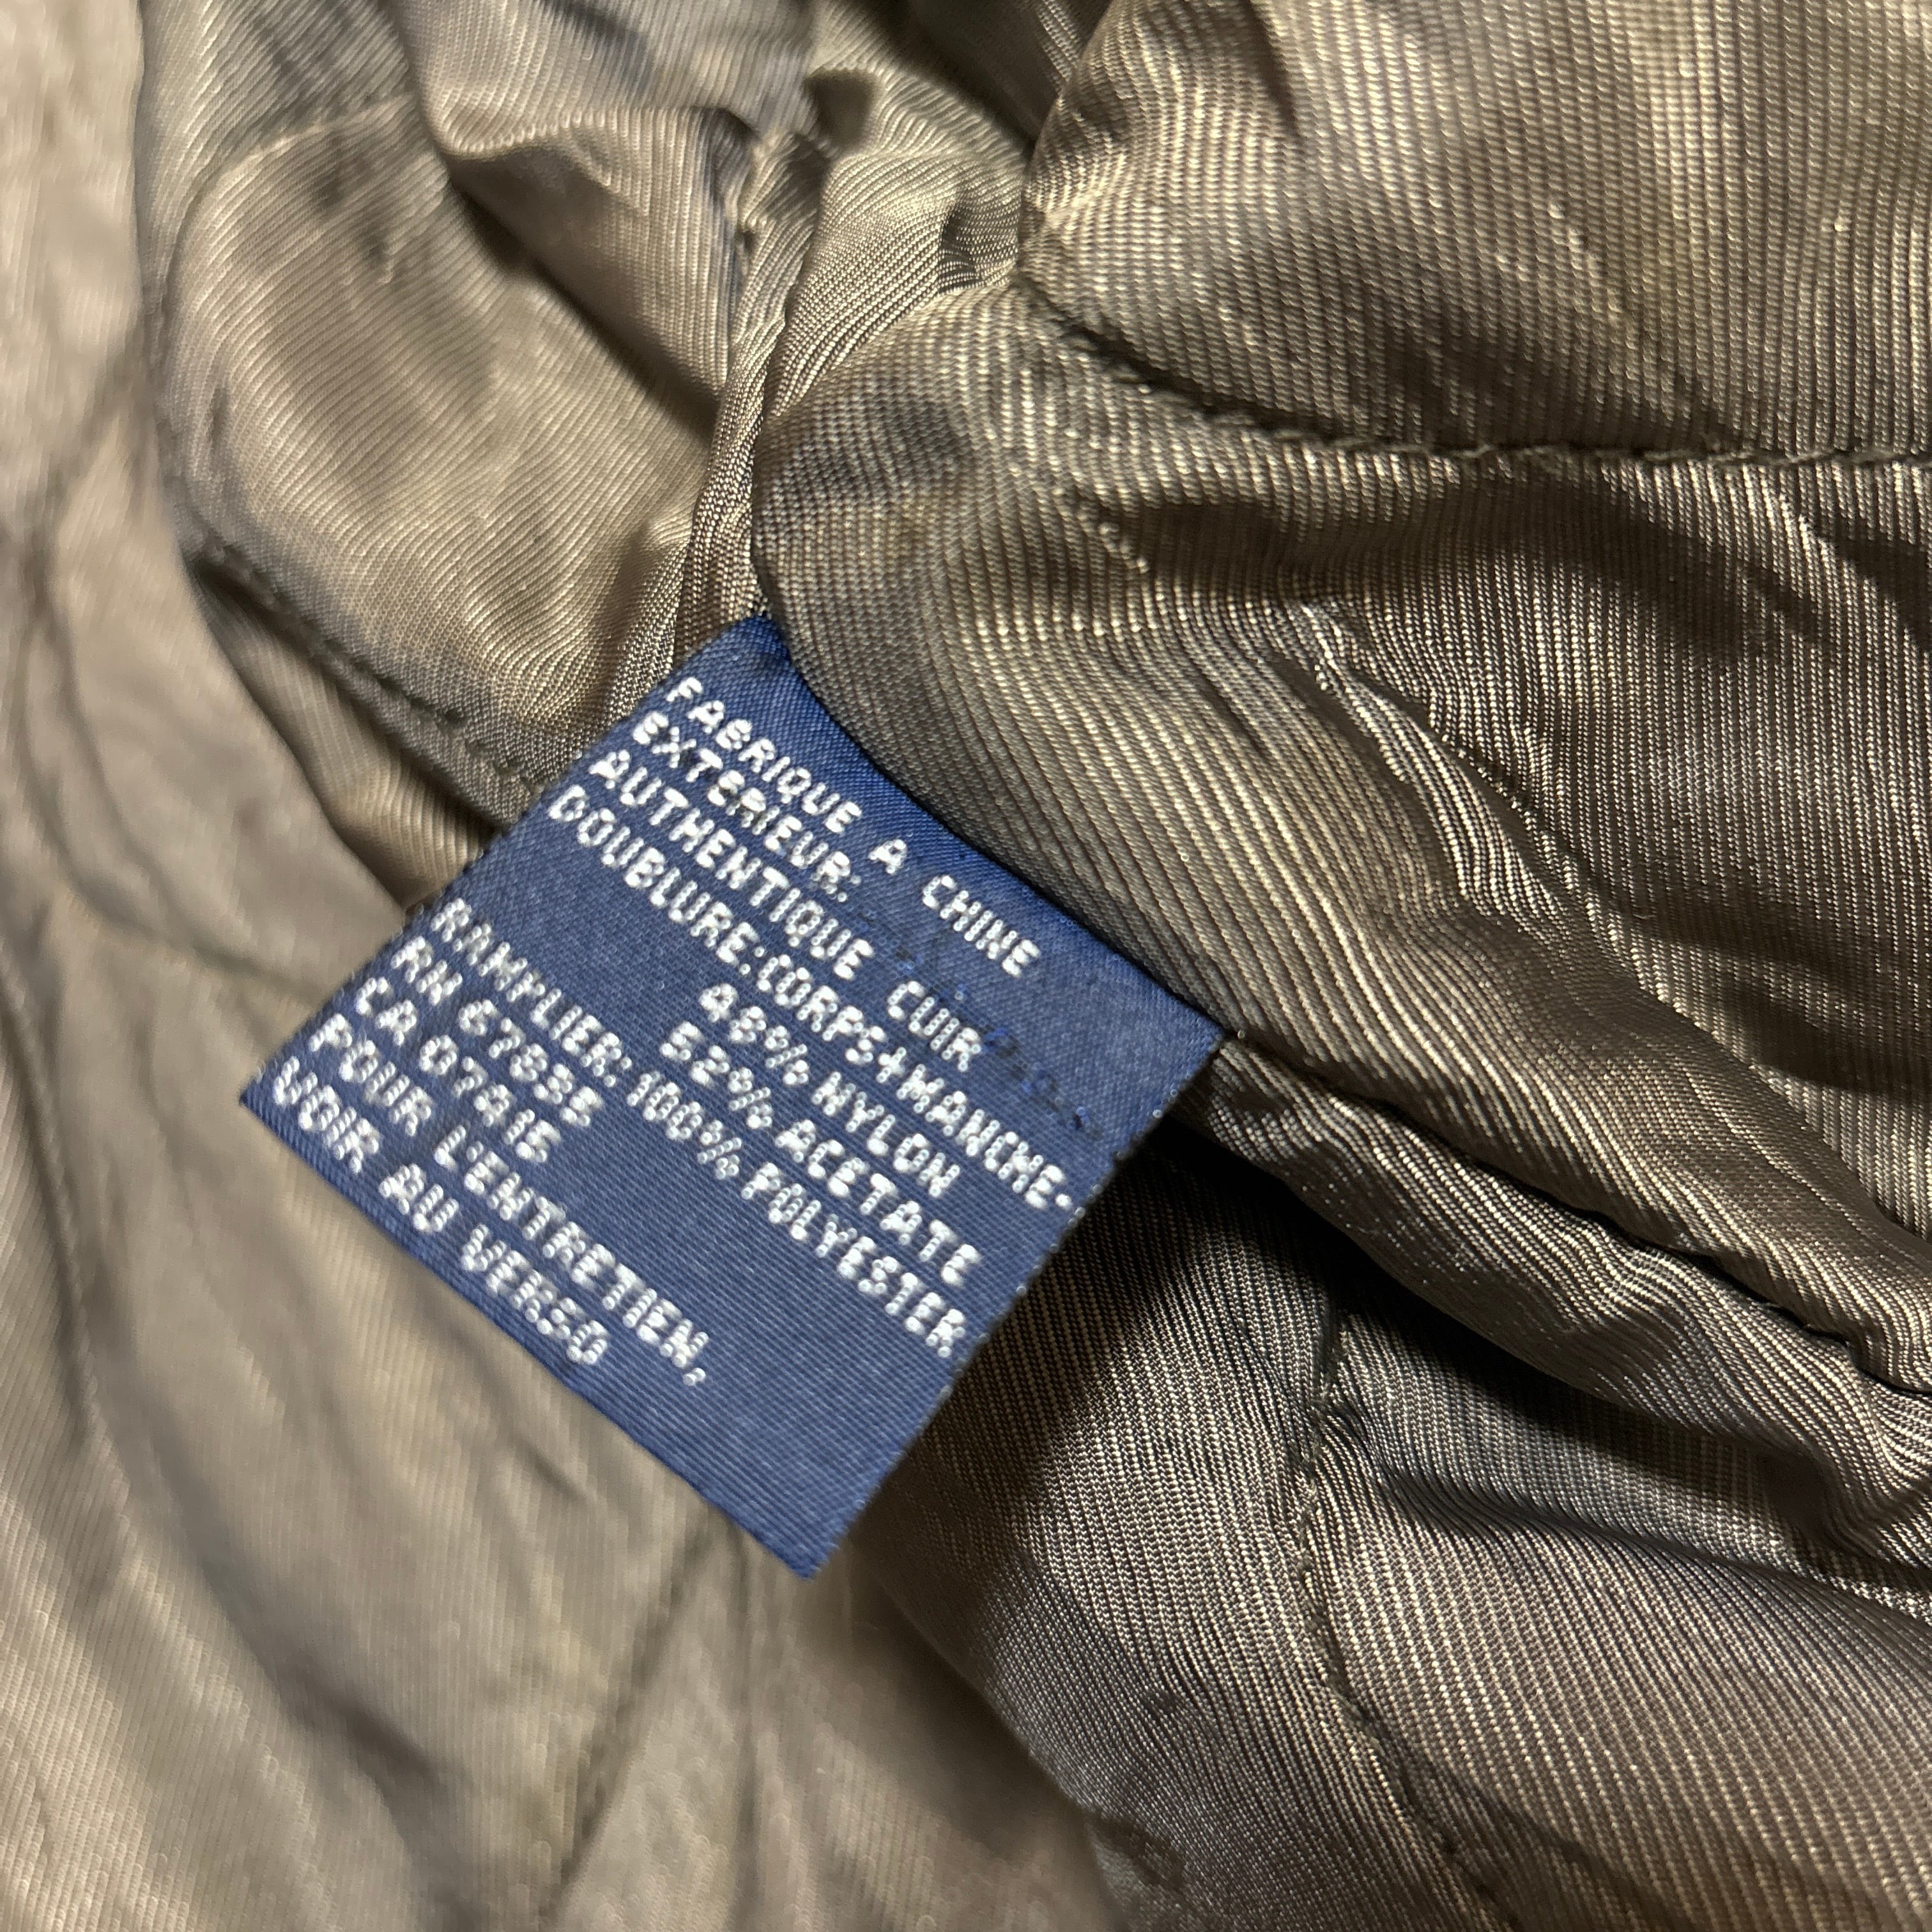 FABRIQUE A CHINE
EXTERIEUR:
AUTHENTIQUE CUIR
DOUBLURE:CORPS+MANCHE-
48% NYLON
52% ACETATE
RAMPLIER: 100% POLYESTER
RN 67835
CA 07415
POUR L'ENTRETIEN,
VOIR AU VERSO